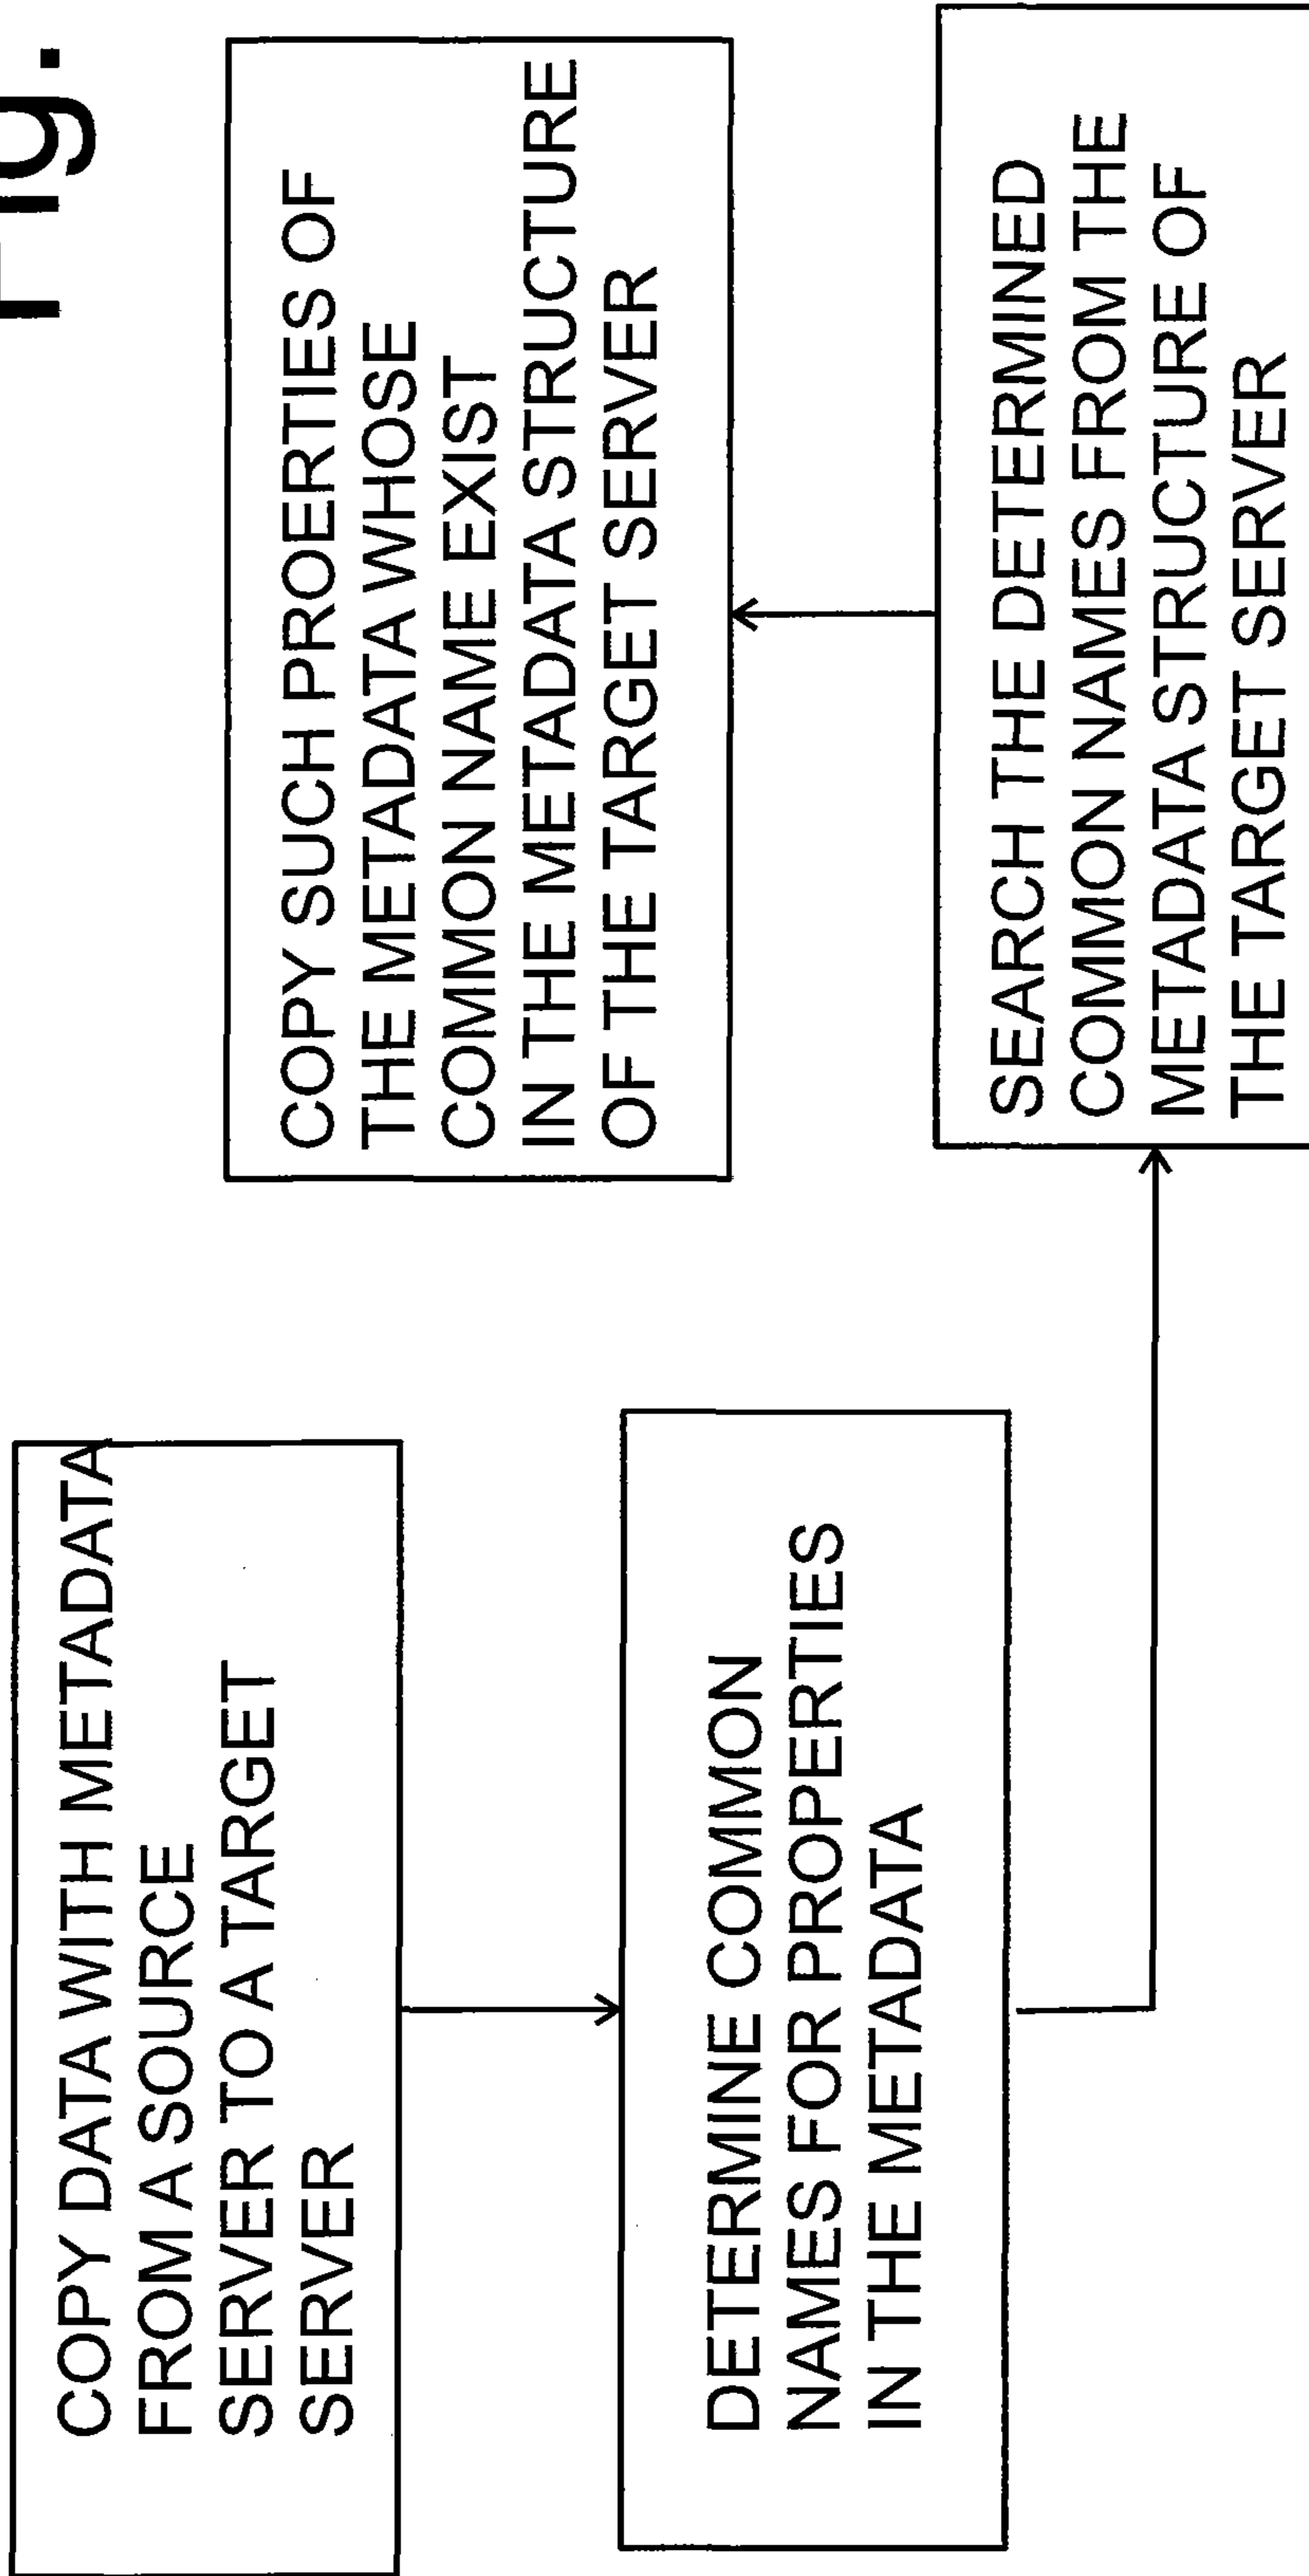 Fig.
COPY DATA WITH METADATA
FROM A SOURCE
SERVER TO A TARGET
SERVER
DETERMINE COMMON
NAMES FOR PROPERTIES
IN THE METADATA
SEARCH THE DETERMINED
COMMON NAMES FROM THE
METADATA STRUCTURE OF
THE TARGET SERVER
COPY SUCH PROERTIES OF
THE METADATA WHOSE
COMMON NAME EXIST
IN THE METADATA STRUCTURE
OF THE TARGET SERVER